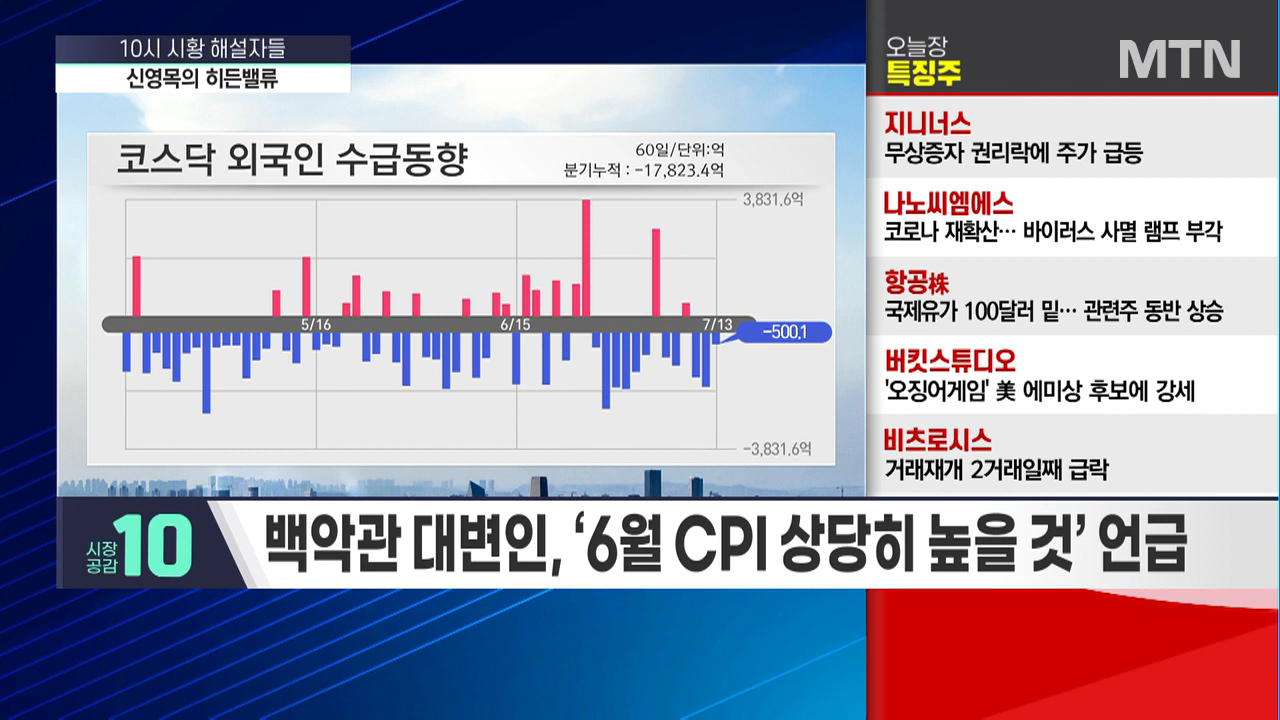 10시 시황 해설자들
신영목의 히든밸류
코스닥 외국인 수급동향
60일/단위:억
분기누적 : -17,823.4억
3,831.6억
5/16
6/15
7/13
-500.1
-3,831.6억
오늘장
특징주
MTN
지니너스
무상증자 권리락에 주가 급등
나노씨엠에스
코로나 재확산… 바이러스 사멸 램프 부각
항공株
국제유가 100달러 밑… 관련주 동반 상승
버킷스튜디오
'오징어게임' 美 에미상 후보에 강세
비츠로시스
거래재개 2거래일째 급락
시장
공감
10
백악관 대변인, ‘6월 CPI 상당히 높을 것’ 언급